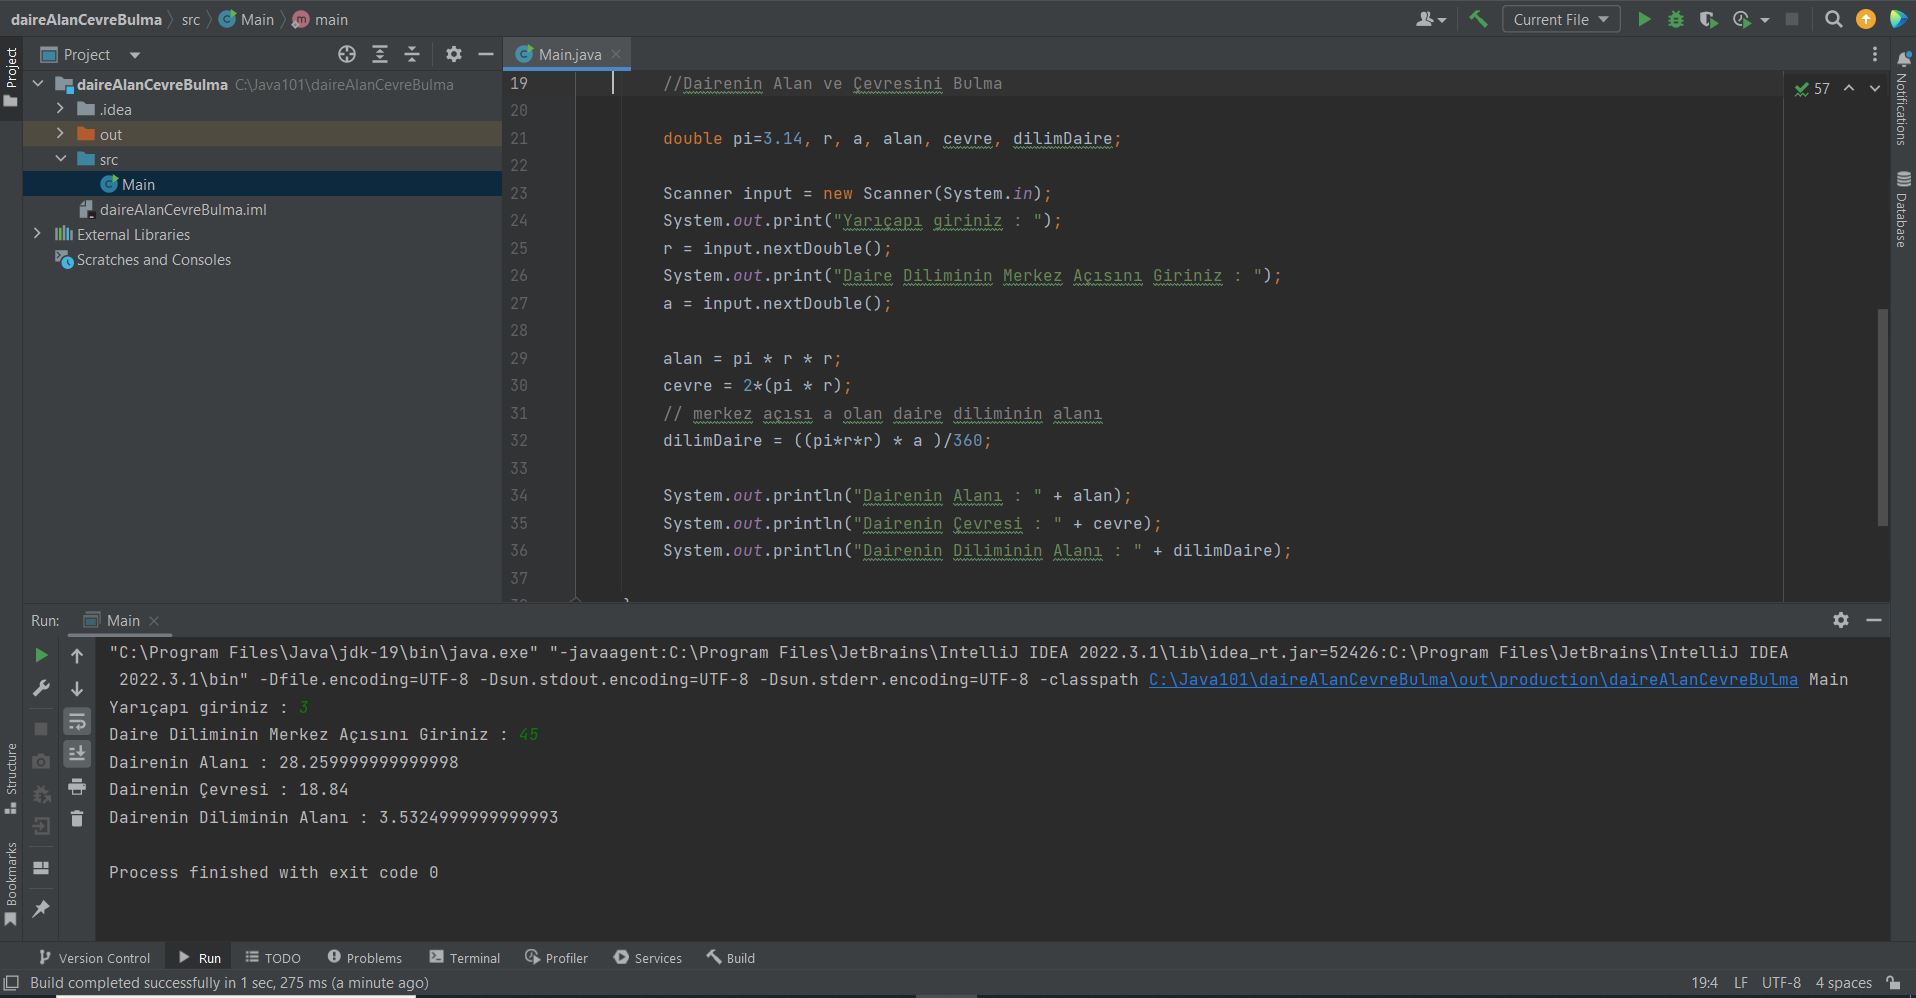 daireAlanCevreBulma src Main main
Current File
Project
Main.java
Project
daireAlanCevreBulma C:\Java101\daireAlanCevreBulma
.idea
out
src
Main
daireAlanCevreBulma.iml
External Libraries
Scratches and Consoles
57
Notifications
Database
19 //Dairenin Alan ve Çevresini Bulma
20
21 double pi=3.14, r, a, alan, cevre, dilimDaire;
22
23 Scanner input = new Scanner(System.in);
24 System.out.print("Yarıçapı giriniz : ");
25 r = input.nextDouble();
26 System.out.print("Daire Diliminin Merkez Açısını Giriniz : ");
27 a = input.nextDouble();
28
29 alan = pi * r * r;
30 cevre = 2*(pi * r);
31 // merkez açısı a olan daire diliminin alanı
32 dilimDaire = ((pi*r*r) * a )/360;
33
34 System.out.println("Dairenin Alanı : " + alan);
35 System.out.println("Dairenin Çevresi : " + cevre);
36 System.out.println("Dairenin Diliminin Alanı : " + dilimDaire);
37
Run: Main
"C:\Program Files\Java\jdk-19\bin\java.exe" "-javaagent:C:\Program Files\JetBrains\IntelliJ IDEA 2022.3.1\lib\idea_rt.jar=52426:C:\Program Files\JetBrains\IntelliJ IDEA
2022.3.1\bin" -Dfile.encoding=UTF-8 -Dsun.stdout.encoding=UTF-8 -Dsun.stderr.encoding=UTF-8 -classpath C:\Java101\daireAlanCevreBulma\out\production\daireAlanCevreBulma Main
Yarıçapı giriniz : 3
Daire Diliminin Merkez Açısını Giriniz : 45
Dairenin Alanı : 28.259999999999998
Dairenin Çevresi : 18.84
Dairenin Diliminin Alanı : 3.5324999999999993
Process finished with exit code 0
Structure
Bookmarks
Version Control Run TODO Problems Terminal Profiler Services Build
Build completed successfully in 1 sec, 275 ms (a minute ago) 19:4 LF UTF-8 4 spaces